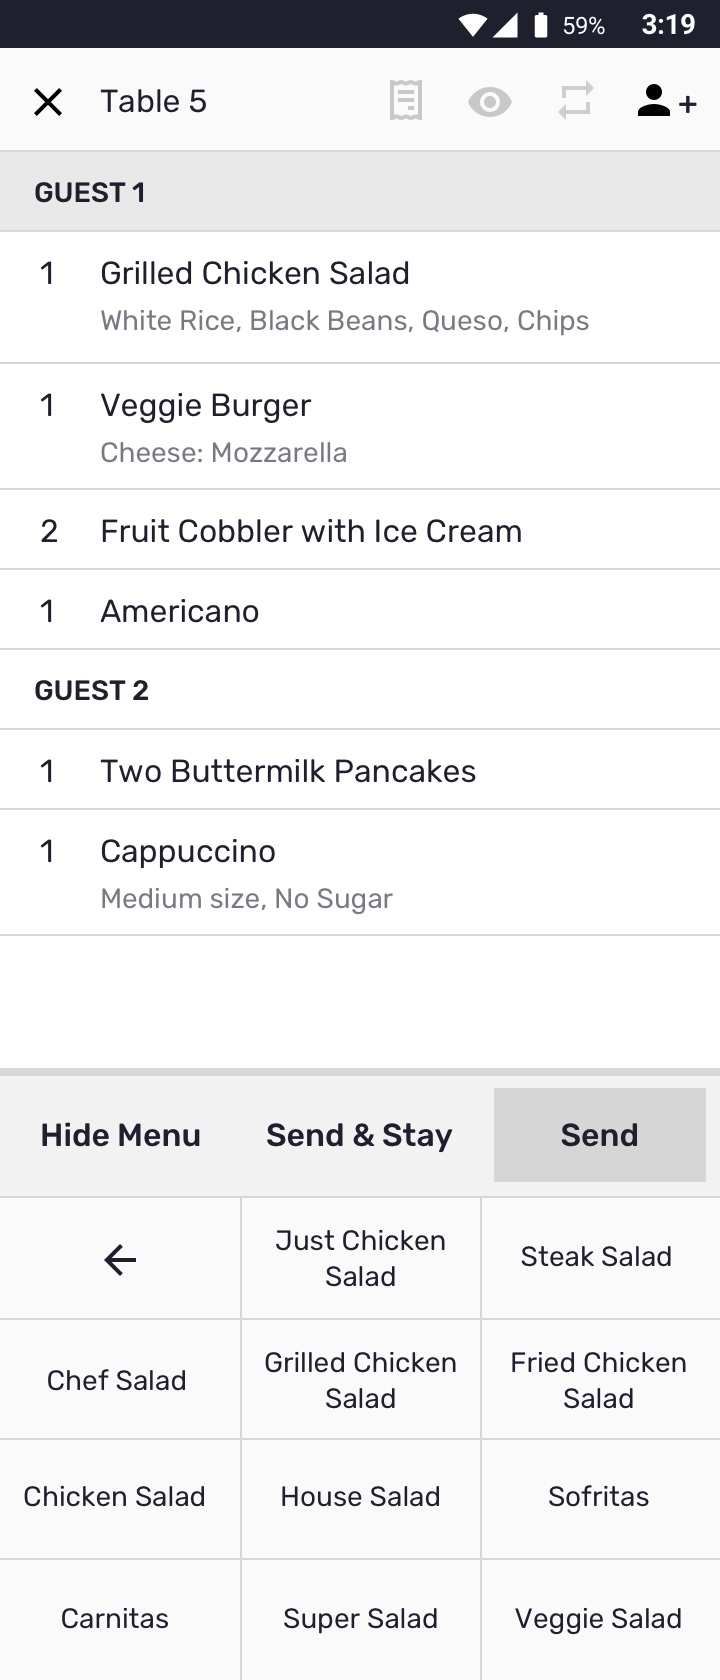 59% 3:19
Table 5
GUEST 1
1 Grilled Chicken Salad
White Rice, Black Beans, Queso, Chips
1 Veggie Burger
Cheese: Mozzarella
2 Fruit Cobbler with Ice Cream
1 Americano
GUEST 2
1 Two Buttermilk Pancakes
1 Cappuccino
Medium size, No Sugar
Hide Menu Send & Stay Send
Just Chicken
Salad
Steak Salad
Chef Salad
Grilled Chicken
Salad
Fried Chicken
Salad
Chicken Salad
House Salad
Sofritas
Carnitas
Super Salad
Veggie Salad